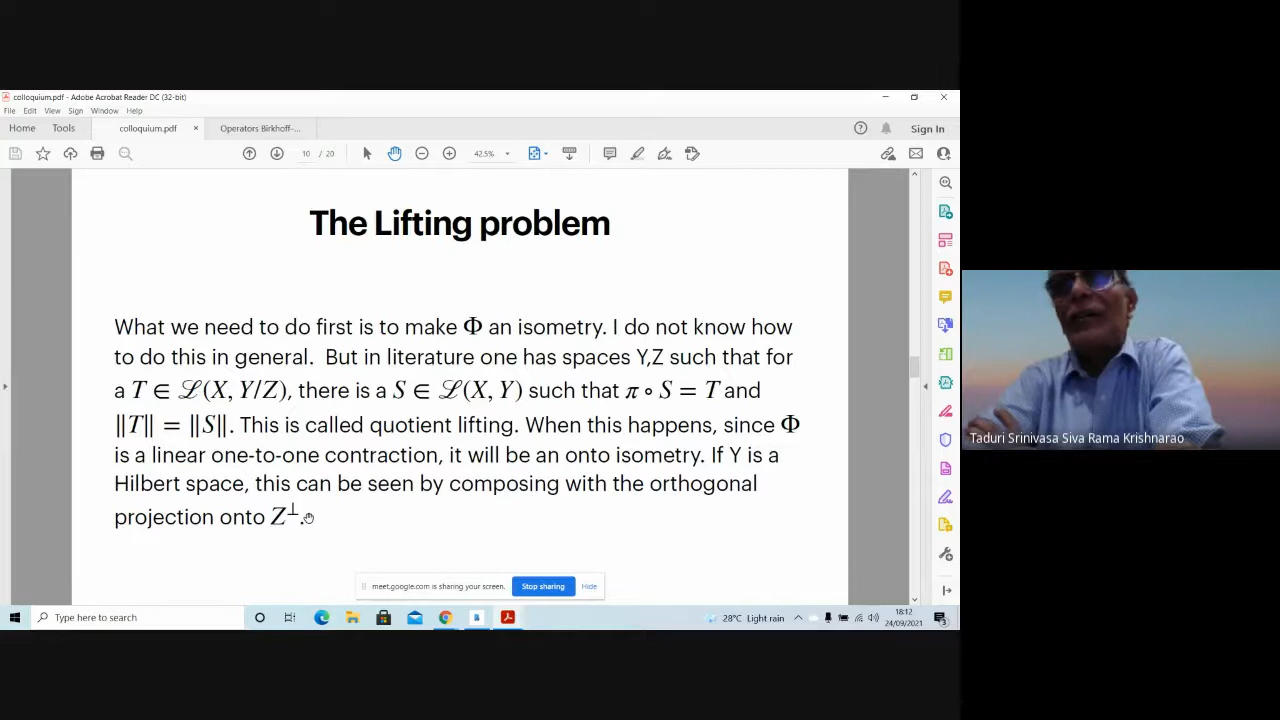 colloquium.pdf - Adobe Acrobat Reader DC (32-bit)
File Edit View Sign Window Help
Home Tools colloquium.pdf × Operators Birkhoff-... Sign In
10 / 20 42.5%
The Lifting problem
What we need to do first is to make Φ an isometry. I do not know how
to do this in general. But in literature one has spaces Y,Z such that for
a T ∈ ℒ(X, Y/Z), there is a S ∈ ℒ(X, Y) such that π ∘ S = T and
||T|| = ||S||. This is called quotient lifting. When this happens, since Φ
is a linear one-to-one contraction, it will be an onto isometry. If Y is a
Hilbert space, this can be seen by composing with the orthogonal
projection onto Z⊥.
Taduri Srinivasa Siva Rama Krishnarao
meet.google.com is sharing your screen. Stop sharing Hide
Type here to search 28°C Light rain 18:12
24/09/2021 3